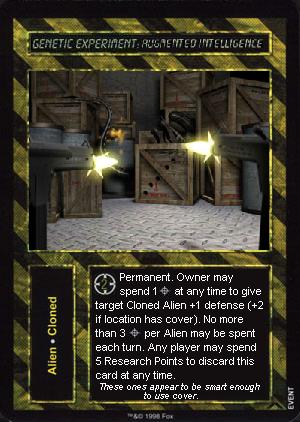 GENETIC EXPERIMENT: AUGMENTED INTELLIGENCE
Alien • Cloned
2
Permanent. Owner may
spend 1 at any time to give
target Cloned Alien +1 defense (+2
if location has cover). No more
than 3 per Alien may be spent
each turn. Any player may spend
5 Research Points to discard this
card at any time.
These ones appear to be smart enough
to use cover.
™&© 1998 Fox
EVENT